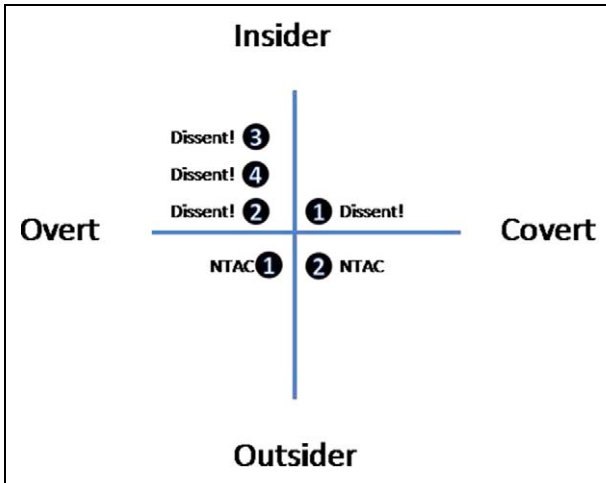 Insider
Dissent! 3
Dissent! 4
Dissent! 2 1 Dissent!
Overt Covert
NTAC 1 2 NTAC
Outsider